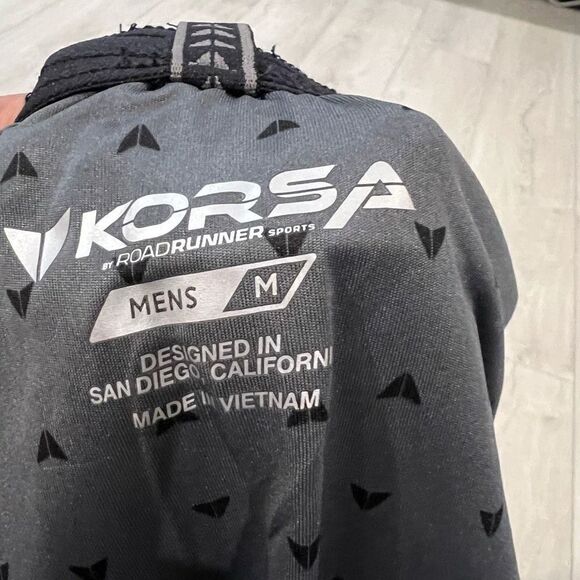 KORSA
BY ROADRUNNER SPORTS
MENS M
DESIGNED IN
SAN DIEGO, CALIFORNI
MADE IN VIETNAM